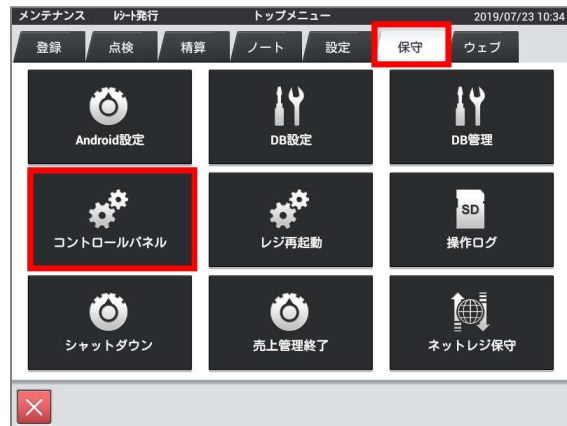 メンテナンス ﾚｼｰﾄ発行 トップメニュー 2019/07/23 10:34
登録 点検 精算 ノート 設定 保守 ウェブ
Android設定 DB設定 DB管理
SD
コントロールパネル レジ再起動 操作ログ
シャットダウン 売上管理終了 ネットレジ保守